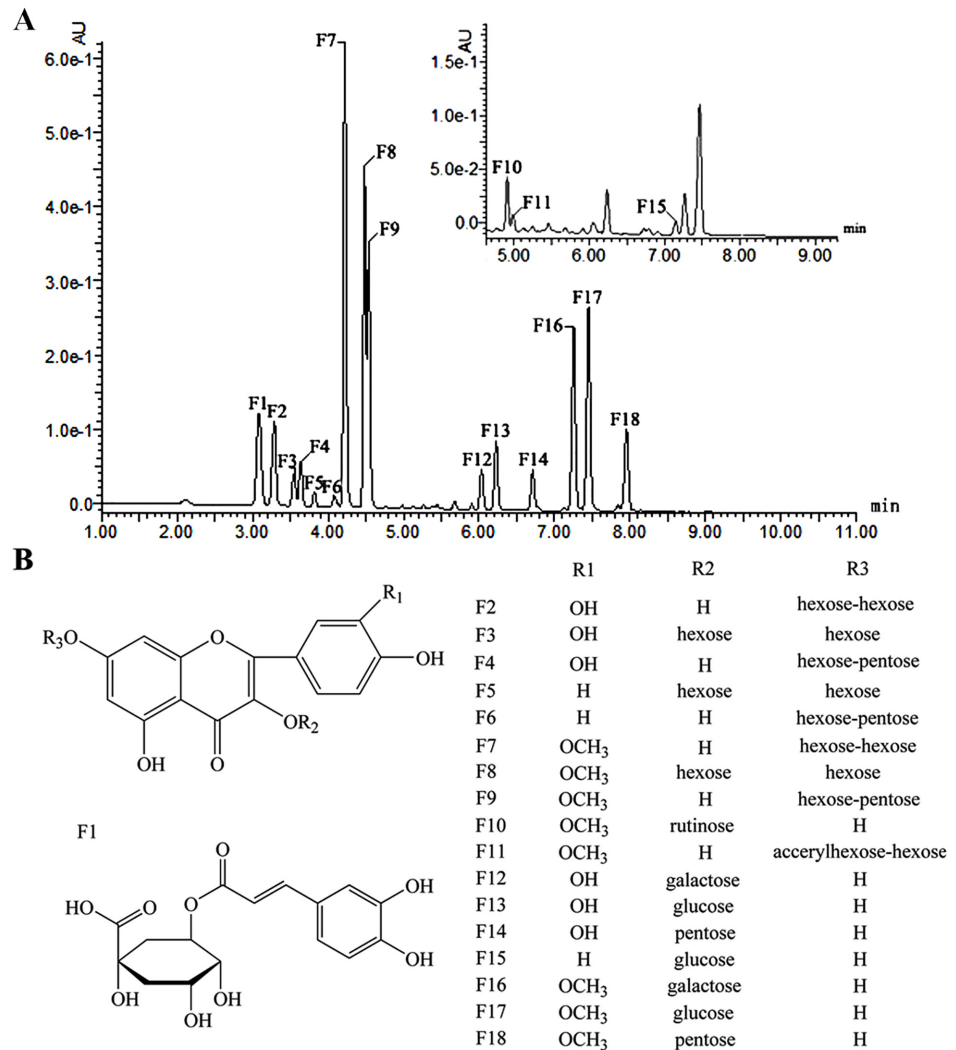 A
AU
6.0e-1
5.0e-1
4.0e-1
3.0e-1
2.0e-1
1.0e-1
0.0
1.00 2.00 3.00 4.00 5.00 6.00 7.00 8.00 9.00 10.00 11.00
min
F1
F2
F3
F4
F5
F6
F7
F8
F9
F12
F13
F14
F16
F17
F18
AU
1.5e-1
1.0e-1
5.0e-2
0.0
5.00 6.00 7.00 8.00 9.00
min
F10
F11
F15
B
R1
R3O
O
OH
OR2
OH
O
F1
O
HO
O
O
OH
OH
OH
OH
OH
R1 R2 R3
F2 OH H hexose-hexose
F3 OH hexose hexose
F4 OH H hexose-pentose
F5 H hexose hexose
F6 H H hexose-pentose
F7 OCH3 H hexose-hexose
F8 OCH3 hexose hexose
F9 OCH3 H hexose-pentose
F10 OCH3 rutinose H
F11 OCH3 H accerylhexose-hexose
F12 OH galactose H
F13 OH glucose H
F14 OH pentose H
F15 H glucose H
F16 OCH3 galactose H
F17 OCH3 glucose H
F18 OCH3 pentose H